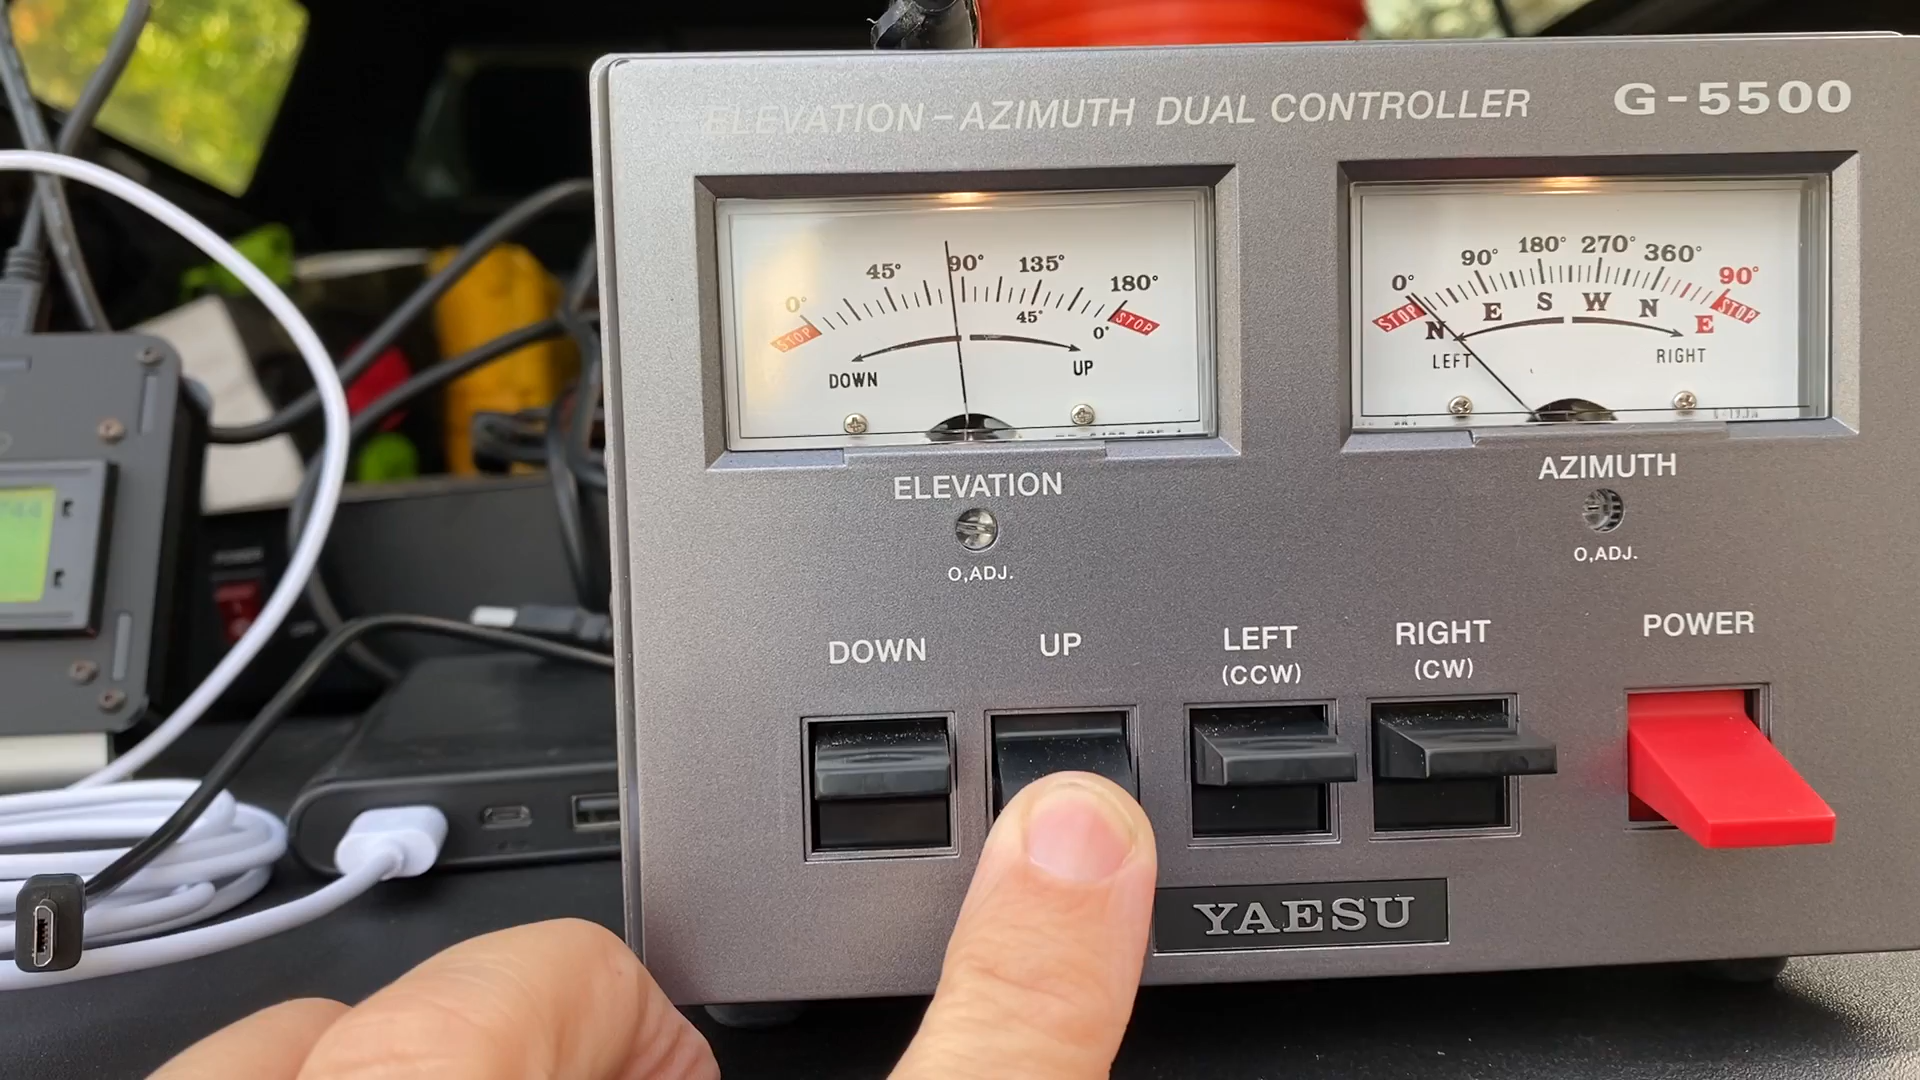 ELEVATION – AZIMUTH DUAL CONTROLLER
G-5500
0° 45° 90° 135° 180°
STOP 45° 0° STOP
DOWN UP
0° 90° 180° 270° 360° 90°
STOP N E S W N E STOP
LEFT RIGHT
ELEVATION
O,ADJ.
AZIMUTH
O,ADJ.
DOWN
UP
LEFT
(CCW)
RIGHT
(CW)
POWER
YAESU
POWER